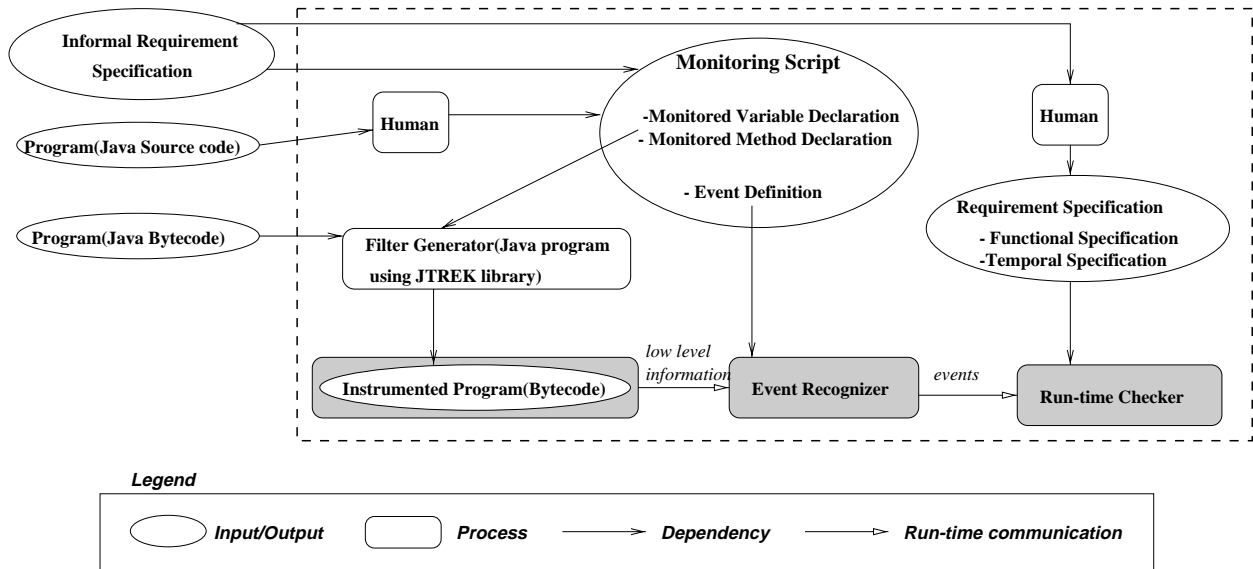 Informal Requirement
Specification
Program(Java Source code)
Program(Java Bytecode)
Human
Monitoring Script
-Monitored Variable Declaration
- Monitored Method Declaration
- Event Definition
Human
Requirement Specification
- Functional Specification
-Temporal Specification
Filter Generator(Java program
using JTREK library)
Instrumented Program(Bytecode)
low level
information
Event Recognizer
events
Run-time Checker
Legend
Input/Output
Process
Dependency
Run-time communication